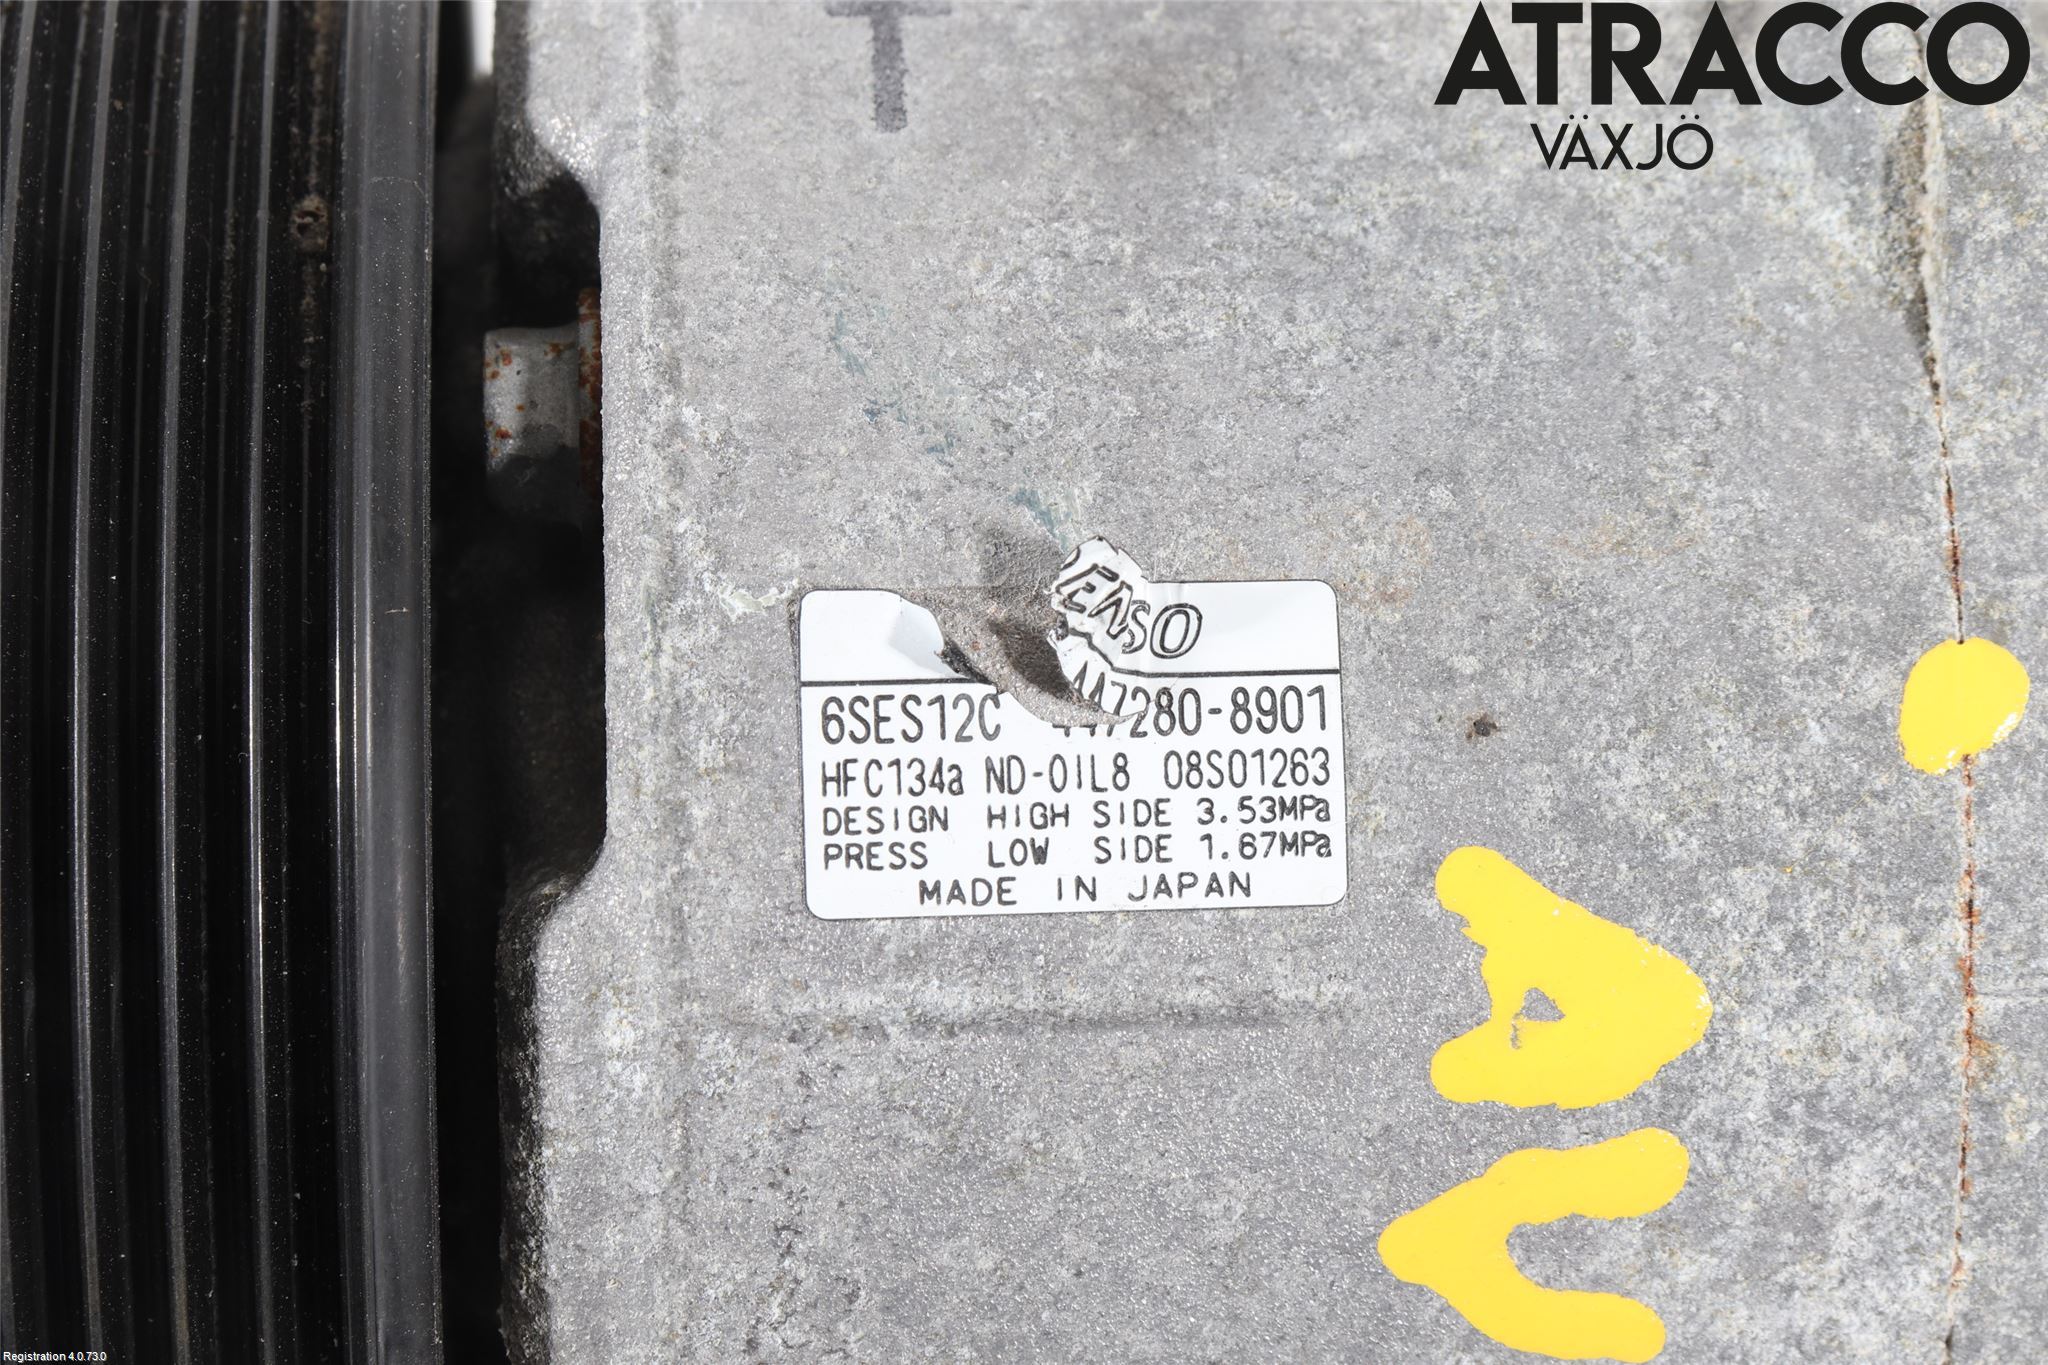 ATRACCO
VÄXJÖ
T
ENSO
6SES12C 447280-8901
HFC134a ND-OIL8 08S01263
DESIGN HIGH SIDE 3.53MPa
PRESS LOW SIDE 1.67MPa
MADE IN JAPAN
AC
Registration 4.0.73.0